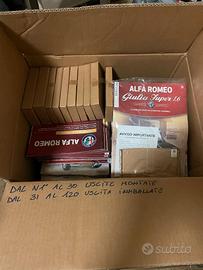 ALFA ROMEO
Giulia Super 1.6
AVVISO IMPORTANTE
ALFA ROMEO
DAL N°1 AL 30 USCITE MONTATE
DAL 31 AL 120 USCITA IMBALLATE
subito